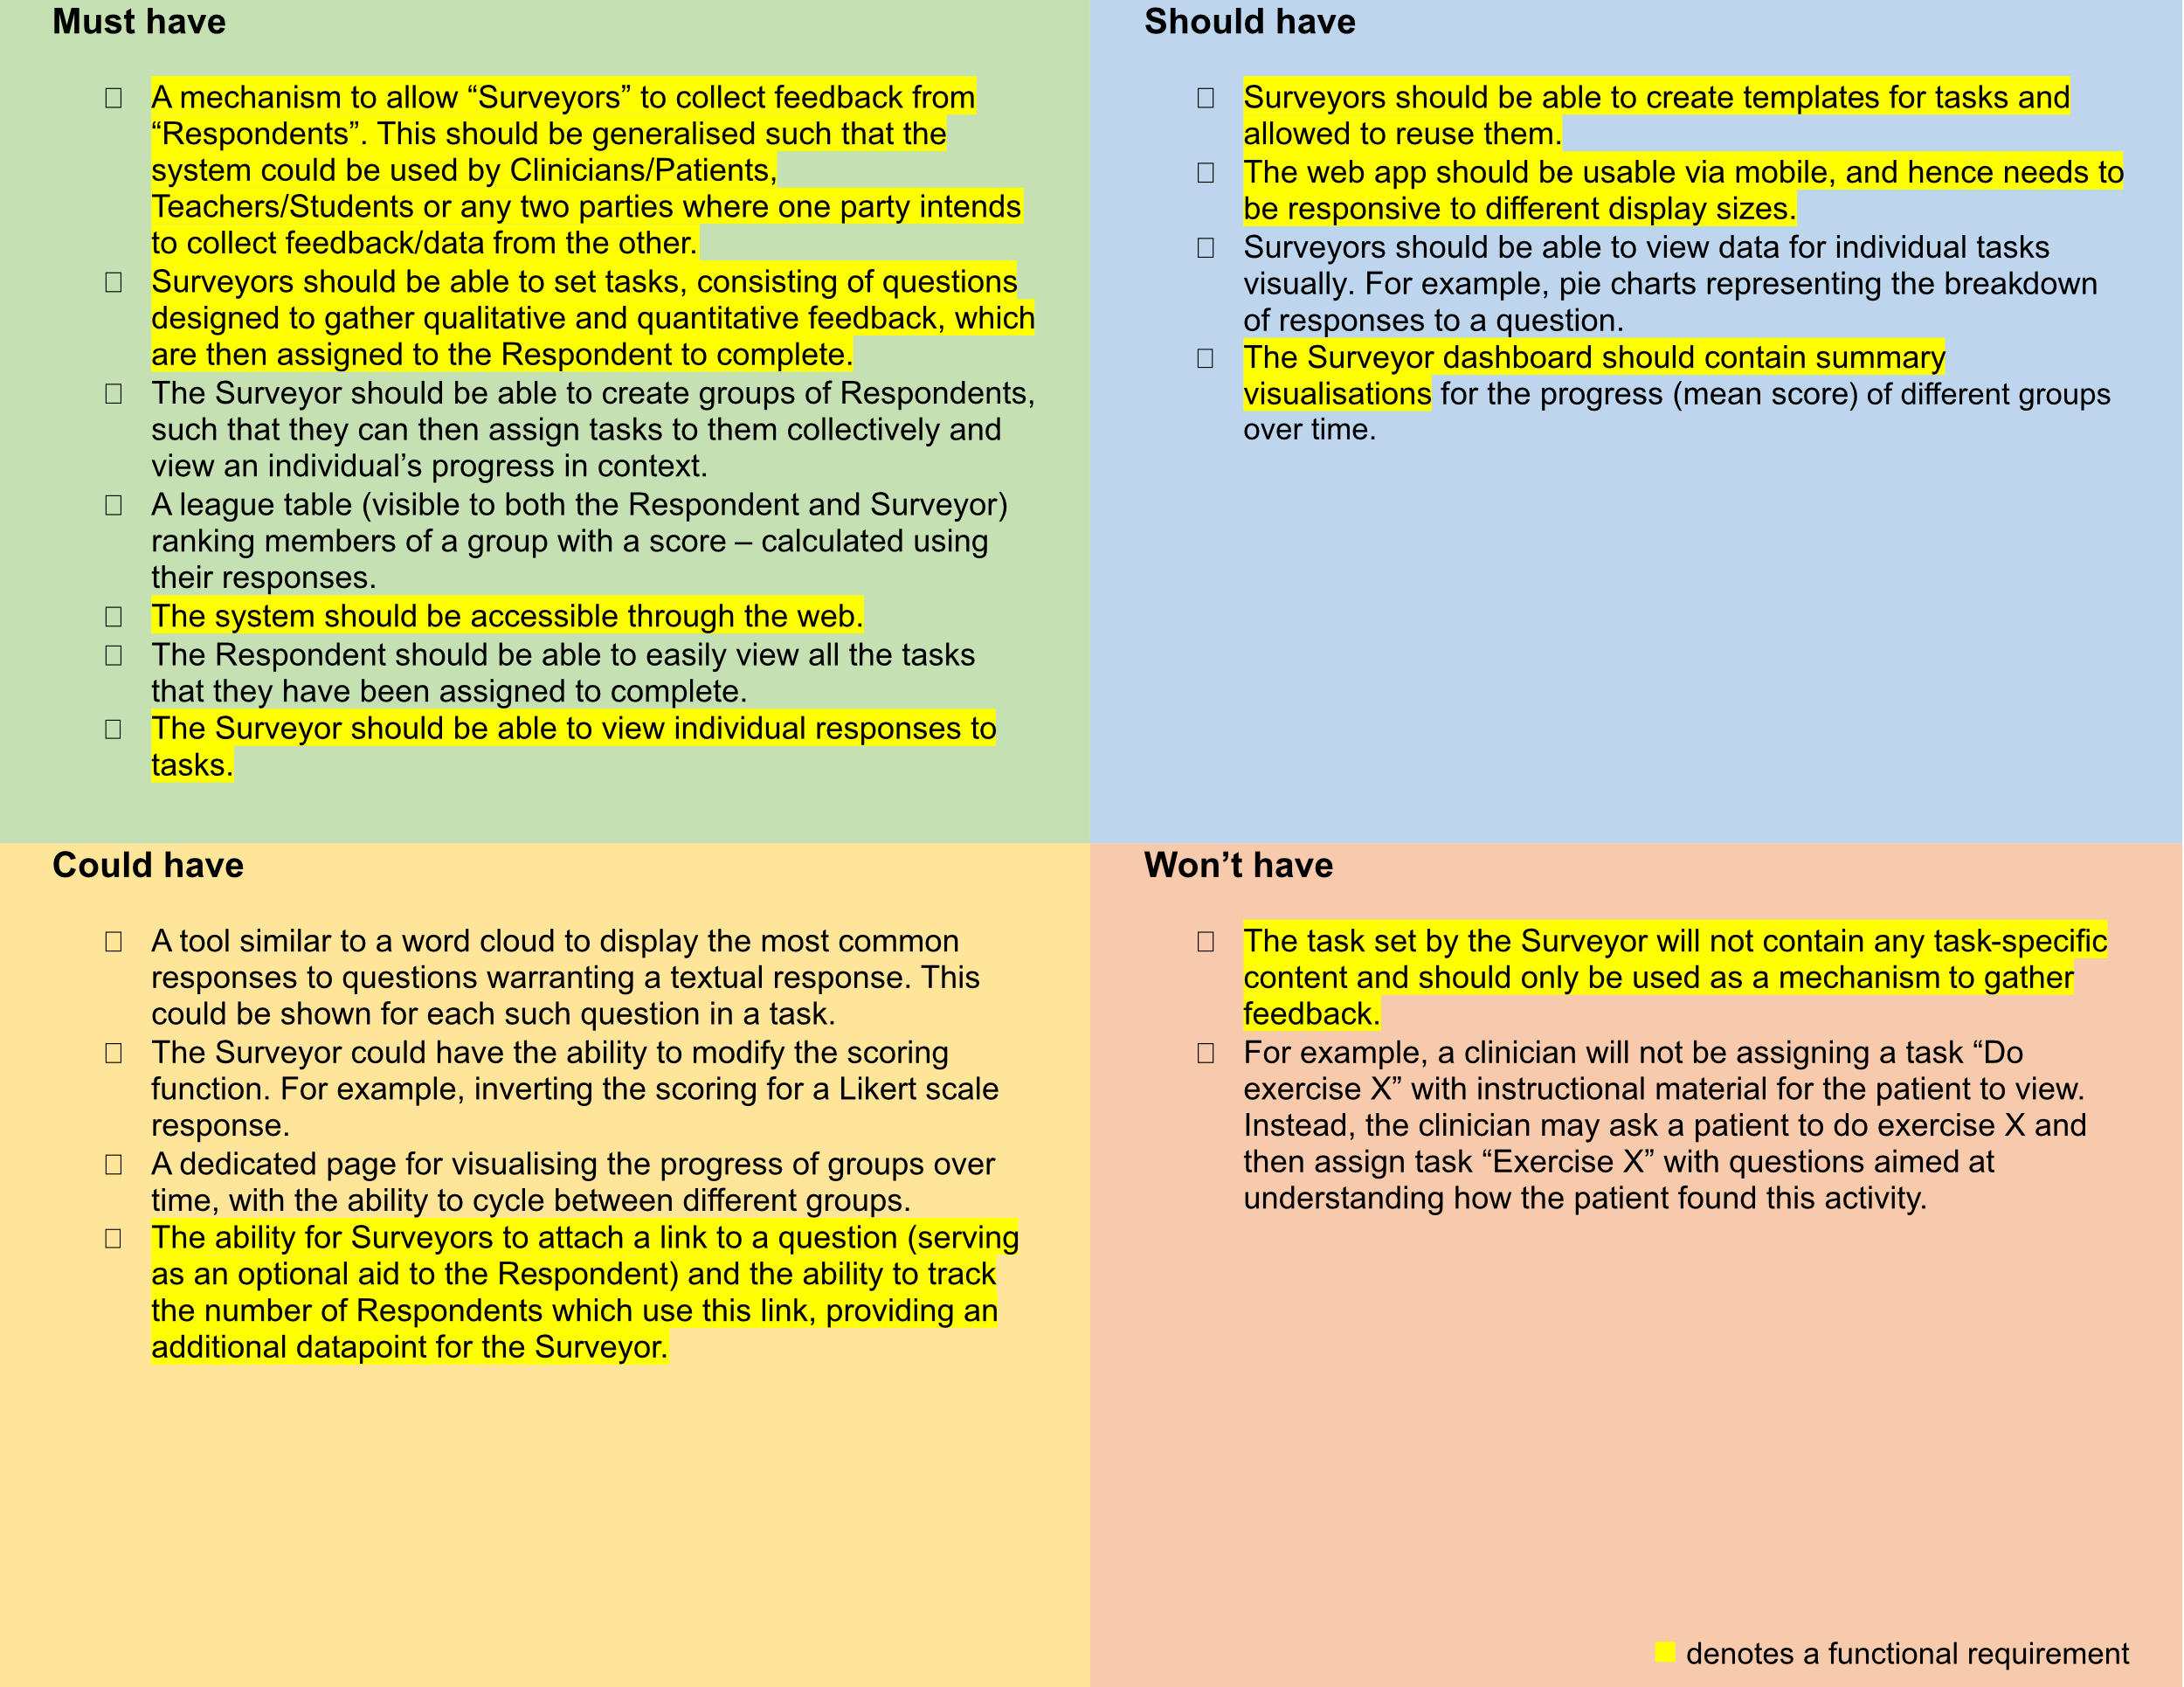 Must have
A mechanism to allow “Surveyors” to collect feedback from
“Respondents”. This should be generalised such that the
system could be used by Clinicians/Patients,
Teachers/Students or any two parties where one party intends
to collect feedback/data from the other.
Surveyors should be able to set tasks, consisting of questions
designed to gather qualitative and quantitative feedback, which
are then assigned to the Respondent to complete.
The Surveyor should be able to create groups of Respondents,
such that they can then assign tasks to them collectively and
view an individual’s progress in context.
A league table (visible to both the Respondent and Surveyor)
ranking members of a group with a score – calculated using
their responses.
The system should be accessible through the web.
The Respondent should be able to easily view all the tasks
that they have been assigned to complete.
The Surveyor should be able to view individual responses to
tasks.
Should have
Surveyors should be able to create templates for tasks and
allowed to reuse them.
The web app should be usable via mobile, and hence needs to
be responsive to different display sizes.
Surveyors should be able to view data for individual tasks
visually. For example, pie charts representing the breakdown
of responses to a question.
The Surveyor dashboard should contain summary
visualisations for the progress (mean score) of different groups
over time.
Could have
A tool similar to a word cloud to display the most common
responses to questions warranting a textual response. This
could be shown for each such question in a task.
The Surveyor could have the ability to modify the scoring
function. For example, inverting the scoring for a Likert scale
response.
A dedicated page for visualising the progress of groups over
time, with the ability to cycle between different groups.
The ability for Surveyors to attach a link to a question (serving
as an optional aid to the Respondent) and the ability to track
the number of Respondents which use this link, providing an
additional datapoint for the Surveyor.
Won’t have
The task set by the Surveyor will not contain any task-specific
content and should only be used as a mechanism to gather
feedback.
For example, a clinician will not be assigning a task “Do
exercise X” with instructional material for the patient to view.
Instead, the clinician may ask a patient to do exercise X and
then assign task “Exercise X” with questions aimed at
understanding how the patient found this activity.
denotes a functional requirement